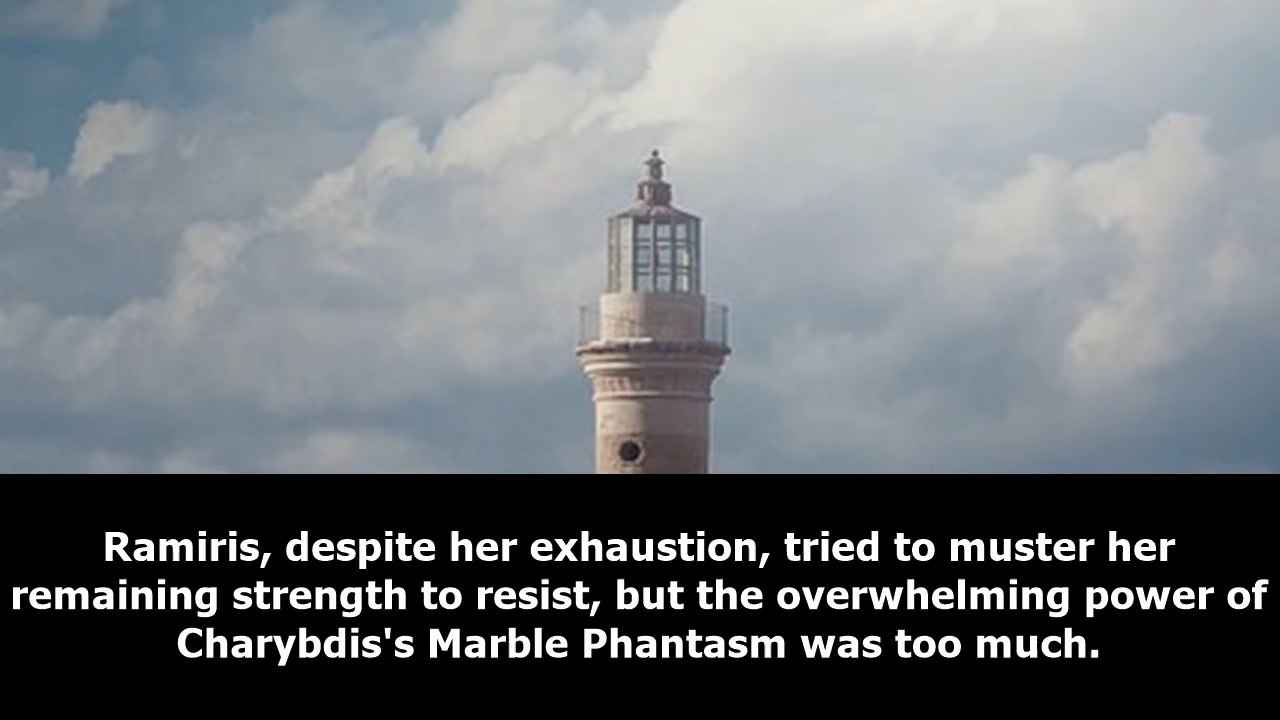 Ramiris, despite her exhaustion, tried to muster her
remaining strength to resist, but the overwhelming power of
Charybdis's Marble Phantasm was too much.